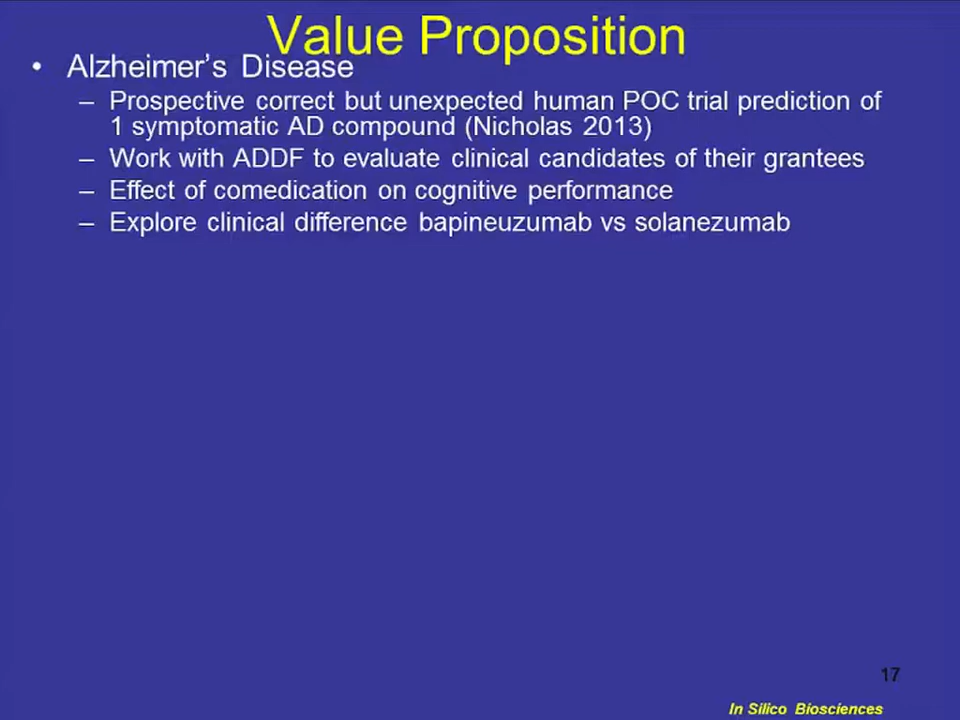 Value Proposition
• Alzheimer’s Disease
– Prospective correct but unexpected human POC trial prediction of
1 symptomatic AD compound (Nicholas 2013)
– Work with ADDF to evaluate clinical candidates of their grantees
– Effect of comedication on cognitive performance
– Explore clinical difference bapineuzumab vs solanezumab
17
In Silico Biosciences